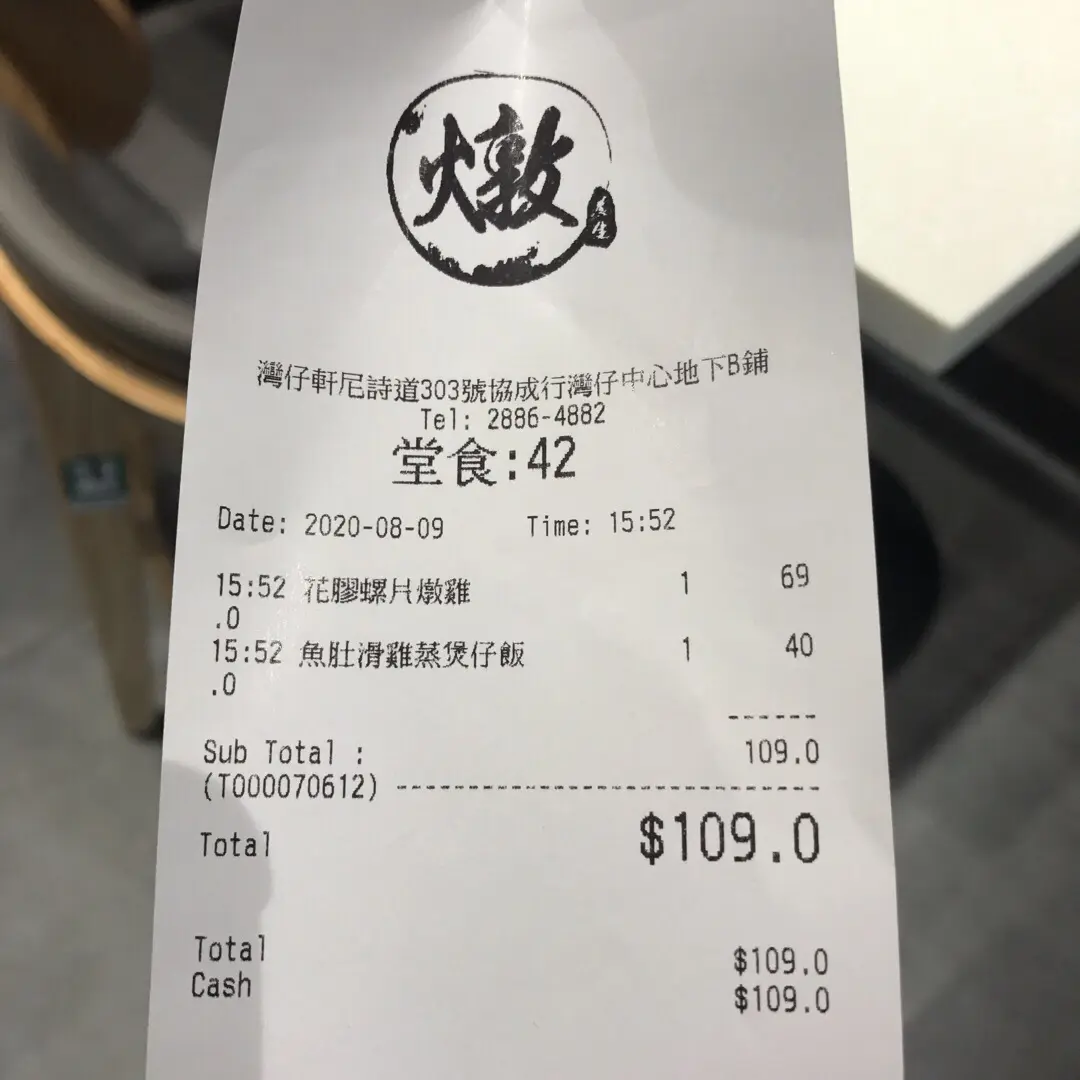 燉
養生
灣仔軒尼詩道303號協成行灣仔中心地下B鋪
Tel: 2886-4882
堂食:42
Date: 2020-08-09 Time: 15:52
15:52 花膠螺片燉雞 1 69
.0
15:52 魚肚滑雞蒸煲仔飯 1 40
.0
------
Sub Total : 109.0
(T000070612) ------------------------------
Total $109.0
Total $109.0
Cash $109.0